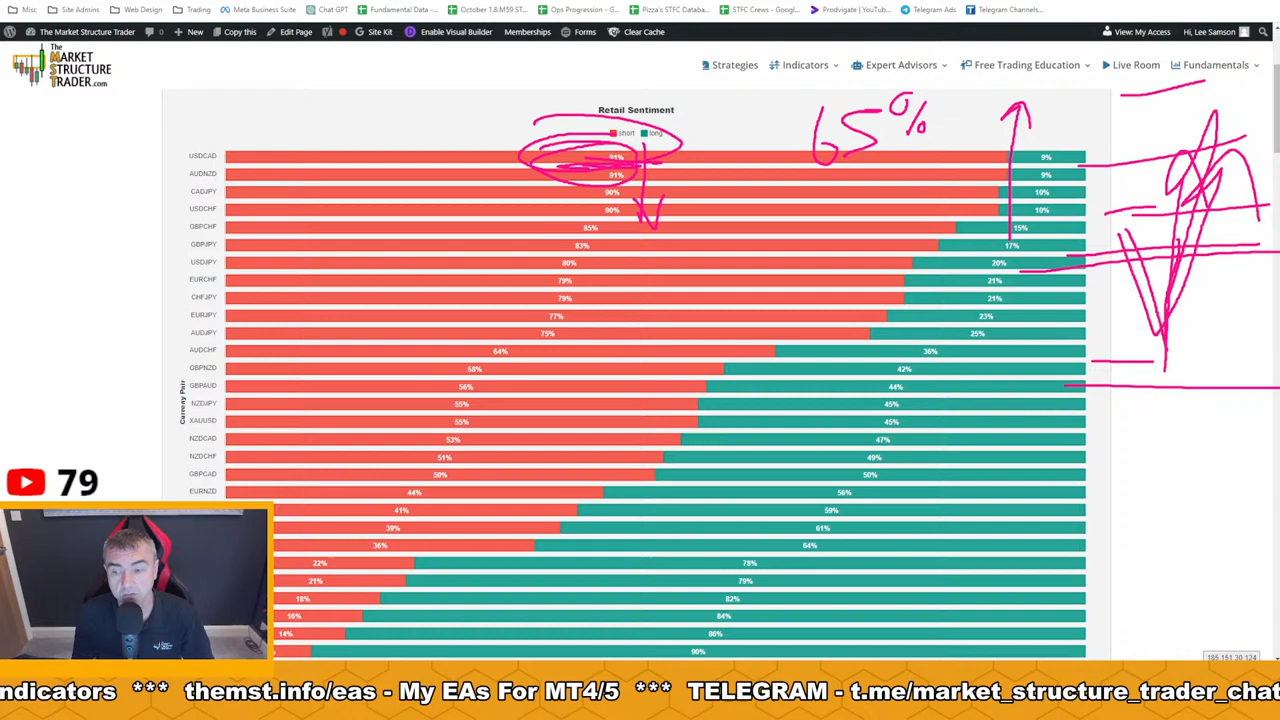 Misc Site Admins Web Design Trading Meta Business Suite Chat GPT Fundamental Data -... October 1.8.M59 ST... Ops Progression - G... Pizza's STFC Databa... STFC Crews - Googl... Prodvigate | YouTub... Telegram Ads Telegram Channels...
The Market Structure Trader 0 New Copy this Edit Page Site Kit Enable Visual Builder Memberships Forms Clear Cache View: My Access Hi, Lee Samson
The
MARKET
STRUCTURE
TRADER.com
Strategies Indicators Expert Advisors Free Trading Education Live Room Fundamentals
Retail Sentiment
short long
65%
USDCAD 91% 9%
AUDNZD 91% 9%
CADJPY 90% 10%
USDCHF 90% 10%
GBPCHF 85% 15%
GBPJPY 83% 17%
USDJPY 80% 20%
EURCHF 79% 21%
CHFJPY 79% 21%
EURJPY 77% 23%
AUDJPY 75% 25%
AUDCHF 64% 36%
GBPNZD 58% 42%
GBPAUD 56% 44%
NZDJPY 55% 45%
XAUUSD 55% 45%
NZDCAD 53% 47%
NZDCHF 51% 49%
GBPCAD 50% 50%
EURNZD 44% 56%
41% 59%
39% 61%
36% 64%
22% 78%
21% 79%
18% 82%
16% 84%
14% 86%
90%
Curreny Pair
79
185.151.30.124
ndicators *** themst.info/eas - My EAs For MT4/5 *** TELEGRAM - t.me/market_structure_trader_chat